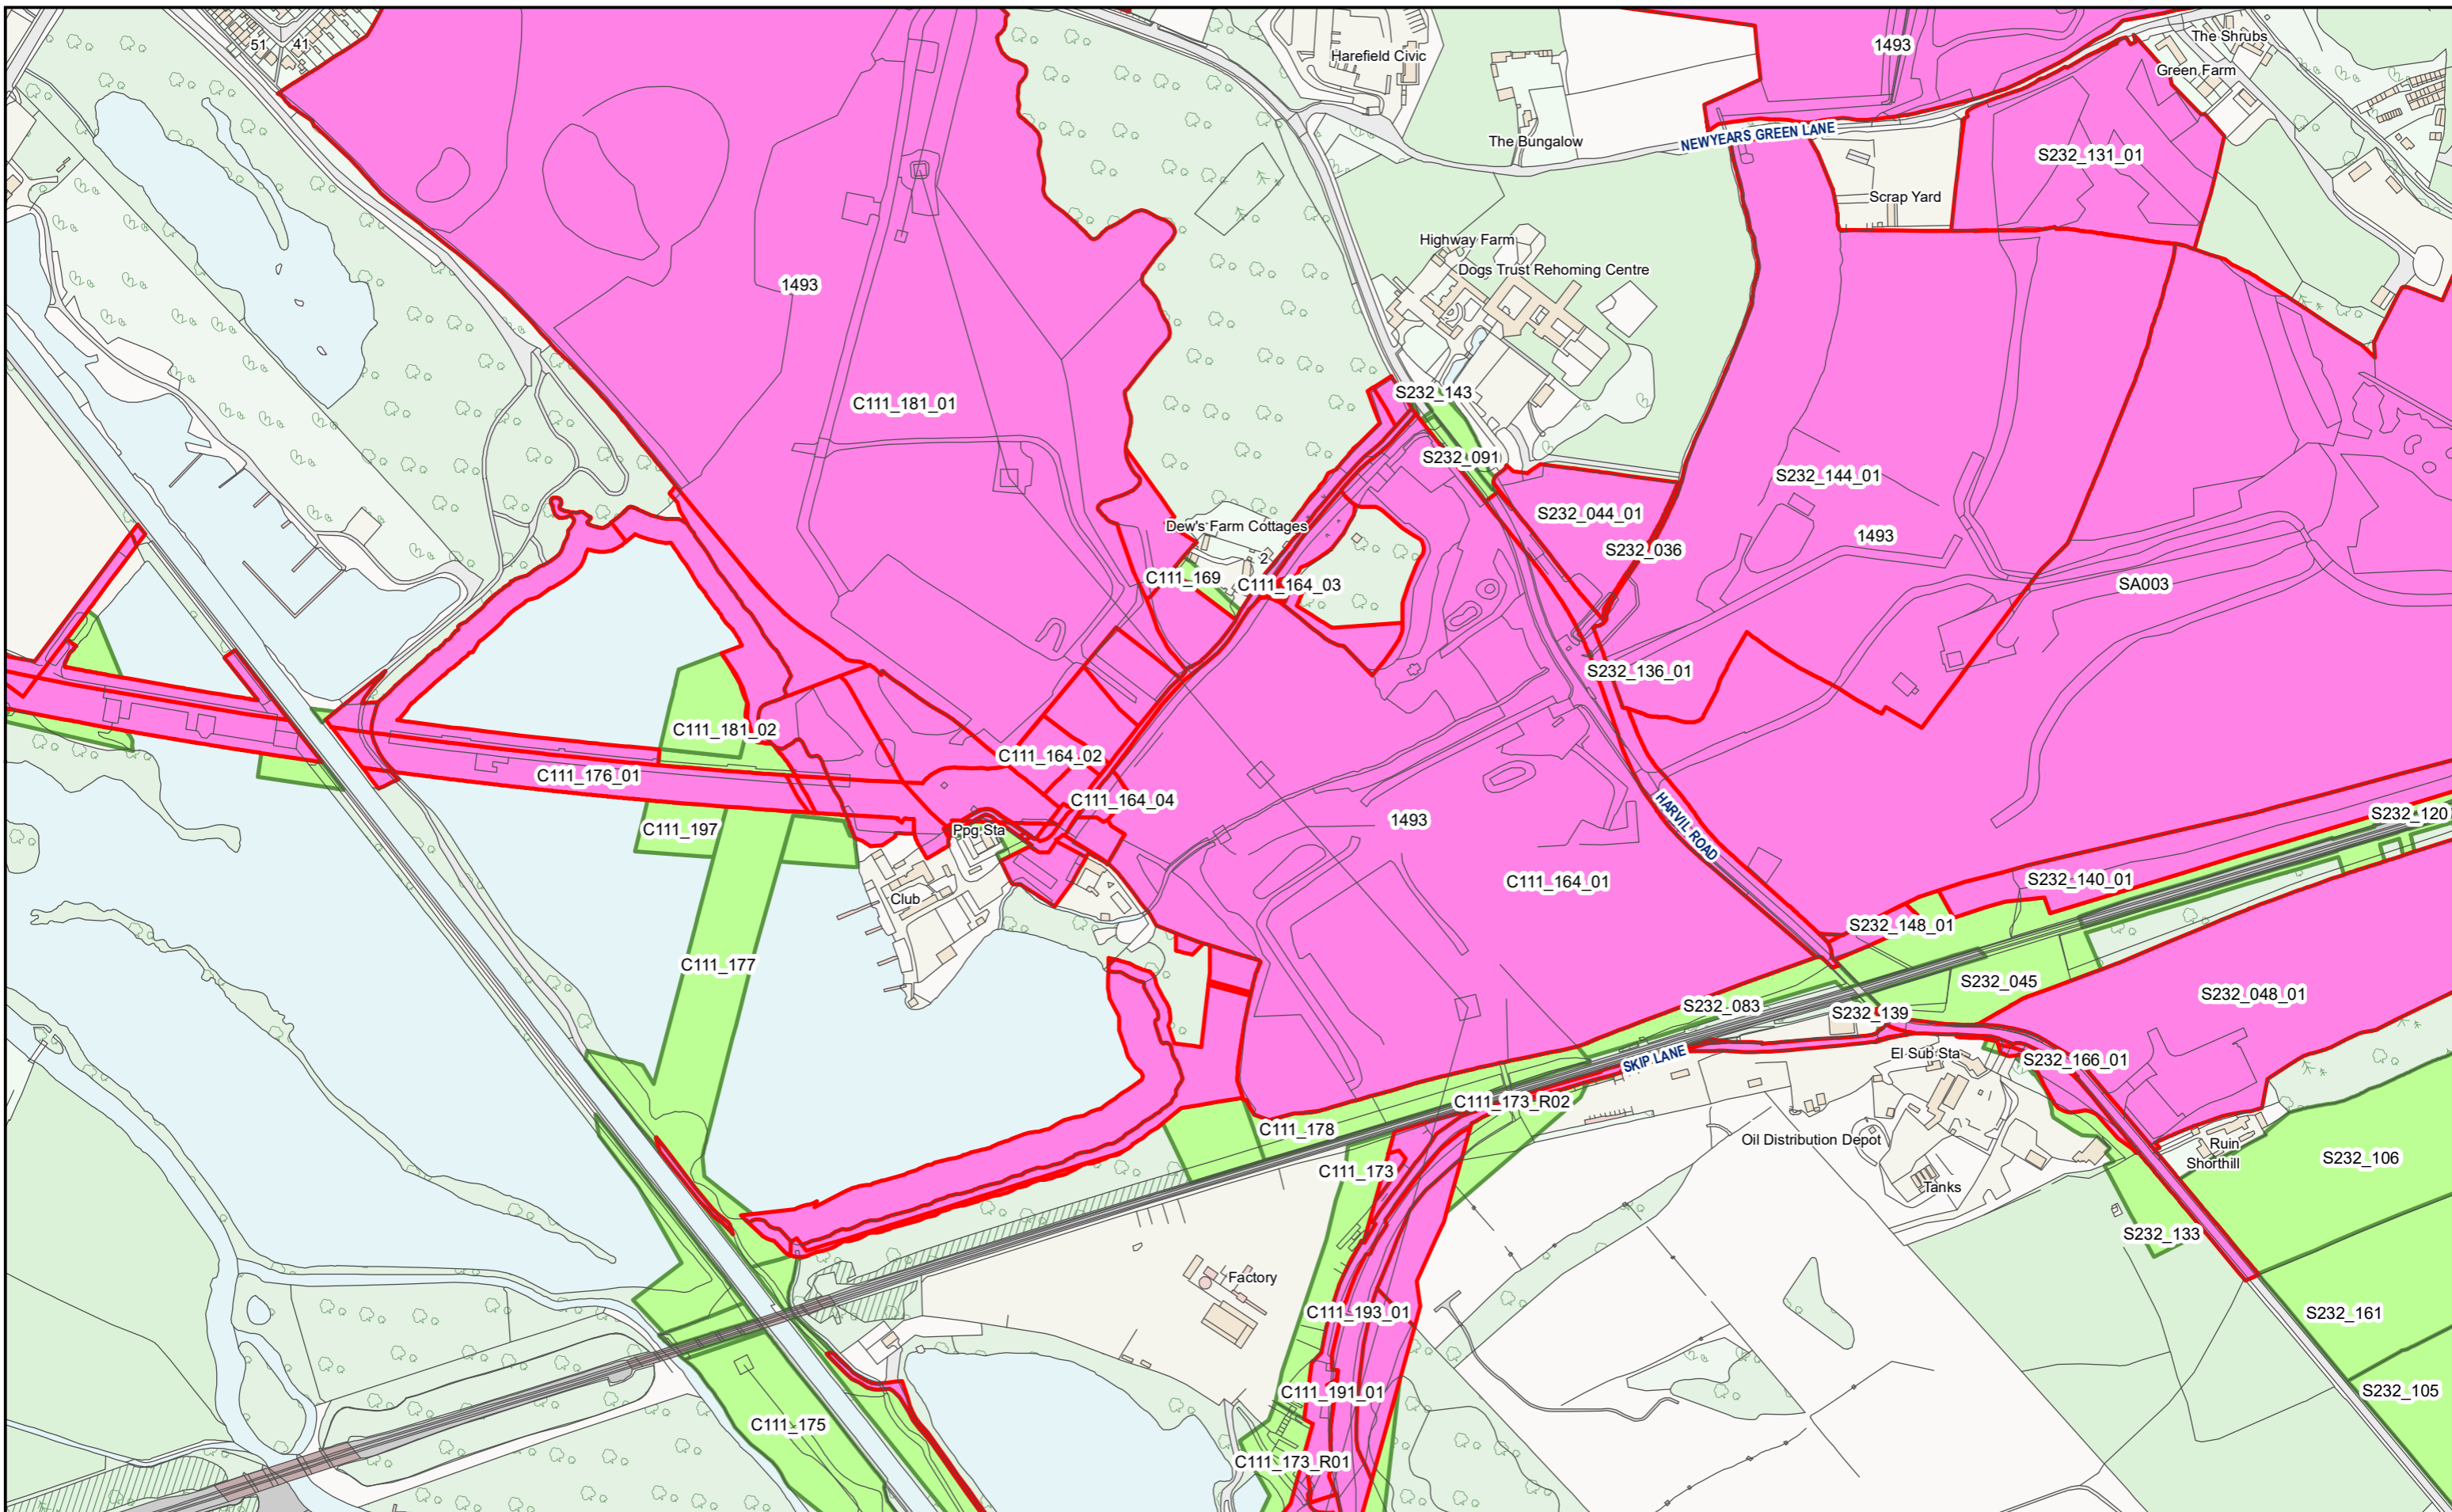 51
41
Harefield Civic
The Bungalow
1493
The Shrubs
Green Farm
NEWYEARS GREEN LANE
S232_131_01
Scrap Yard
Highway Farm
Dogs Trust Rehoming Centre
1493
C111_181_01
S232_143
S232_091
S232_144_01
S232_044_01
1493
S232_036
Dew's Farm Cottages
2
C111_169
C111_164_03
SA003
S232_136_01
C111_181_02
C111_164_02
C111_176_01
C111_164_04
HARVIL ROAD
S232_120
C111_197
Ppg Sta
1493
C111_164_01
S232_140_01
Club
S232_148_01
C111_177
S232_045
S232_048_01
S232_083
S232_139
SKIP LANE
El Sub Sta
S232_166_01
C111_173_R02
C111_178
Oil Distribution Depot
Ruin
Shorthill
S232_106
C111_173
Tanks
S232_133
Factory
C111_193_01
S232_161
C111_191_01
S232_105
C111_175
C111_173_R01